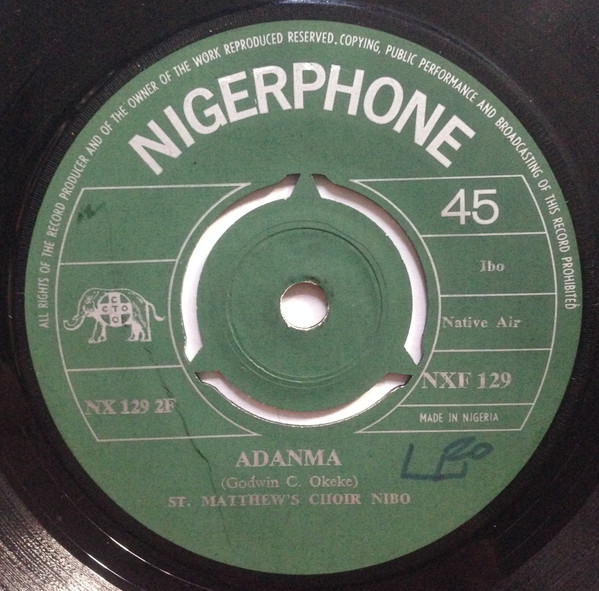 ALL RIGHTS OF THE RECORD PRODUCER AND OF THE OWNER OF THE WORK REPRODUCED RESERVED. COPYING, PUBLIC PERFORMANCE AND BROADCASTING OF THIS RECORD PROHIBITED
NIGERPHONE
45
Ibo
Native Air
NXF 129
MADE IN NIGERIA
NX 129 2F
ADANMA
(Godwin C. Okeke)
ST. MATTHEW'S CHOIR NIBO